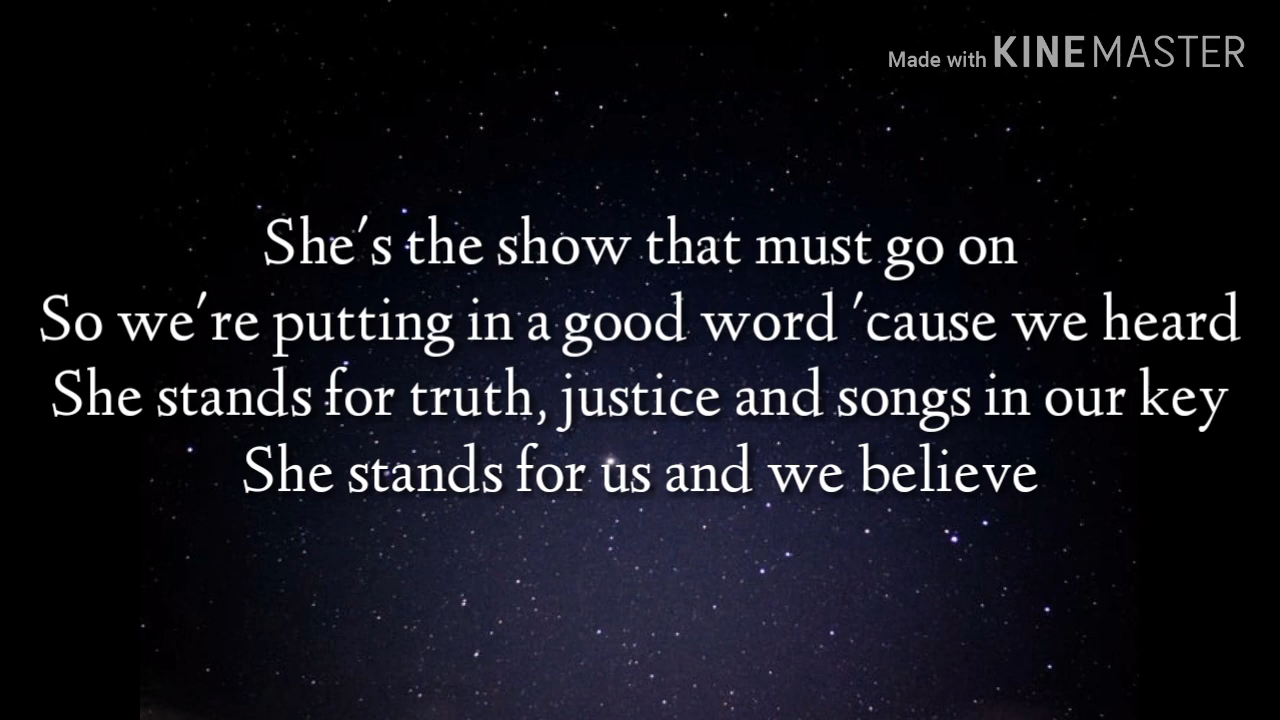 Made with KINEMASTER
She's the show that must go on
So we're putting in a good word 'cause we heard
She stands for truth, justice and songs in our key
She stands for us and we believe